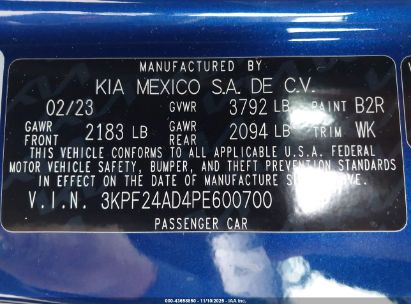 MANUFACTURED BY
KIA MEXICO S.A. DE C.V.
02/23 GVWR 3792 LB PAINT B2R
GAWR FRONT 2183 LB GAWR REAR 2094 LB TRIM WK
THIS VEHICLE CONFORMS TO ALL APPLICABLE U.S.A. FEDERAL
MOTOR VEHICLE SAFETY, BUMPER, AND THEFT PREVENTION STANDARDS
IN EFFECT ON THE DATE OF MANUFACTURE SHOWN ABOVE.
V.I.N. 3KPF24AD4PE600700
PASSENGER CAR